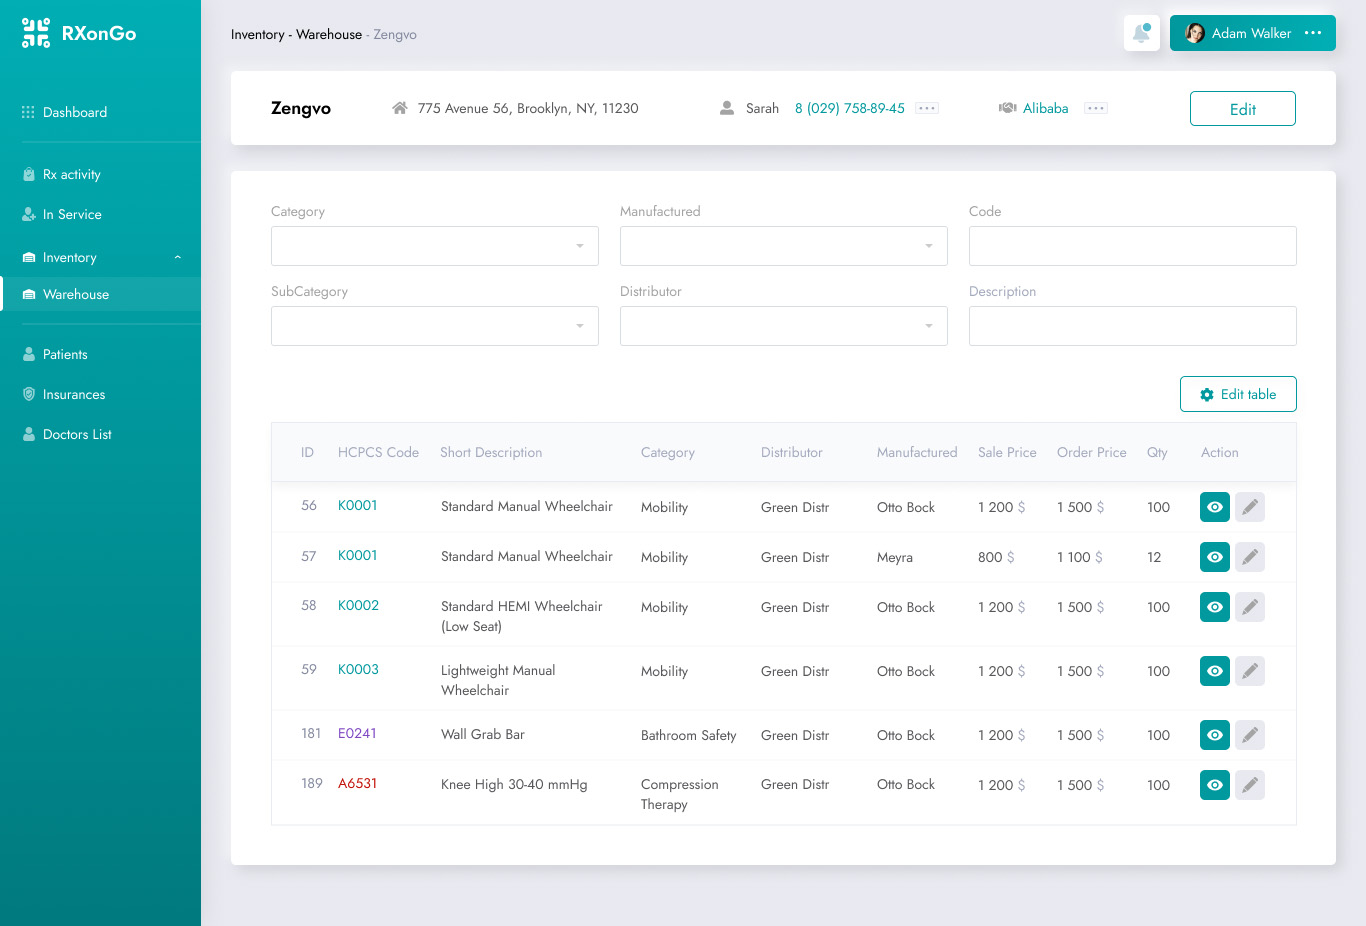 RXonGo
Dashboard
Rx activity
In Service
Inventory
Warehouse
Patients
Insurances
Doctors List
Inventory - Warehouse - Zengvo
Adam Walker
Zengvo
775 Avenue 56, Brooklyn, NY, 11230
Sarah 8 (029) 758-89-45
Alibaba
Edit
Category Manufactured Code
SubCategory Distributor Description
Edit table
ID HCPCS Code Short Description Category Distributor Manufactured Sale Price Order Price Qty Action
56 K0001 Standard Manual Wheelchair Mobility Green Distr Otto Bock 1 200 $ 1 500 $ 100
57 K0001 Standard Manual Wheelchair Mobility Green Distr Meyra 800 $ 1 100 $ 12
58 K0002 Standard HEMI Wheelchair Mobility Green Distr Otto Bock 1 200 $ 1 500 $ 100
(Low Seat)
59 K0003 Lightweight Manual Mobility Green Distr Otto Bock 1 200 $ 1 500 $ 100
Wheelchair
181 E0241 Wall Grab Bar Bathroom Safety Green Distr Otto Bock 1 200 $ 1 500 $ 100
189 A6531 Knee High 30-40 mmHg Compression Green Distr Otto Bock 1 200 $ 1 500 $ 100
Therapy